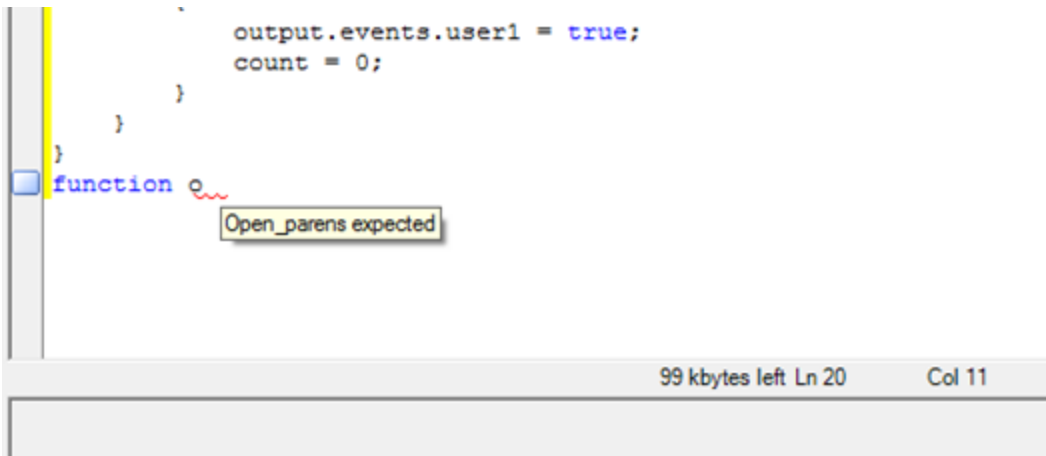 output.events.user1 = true;
count = 0;
}
}
}
function o
Open_parens expected
99 kbytes left Ln 20 Col 11